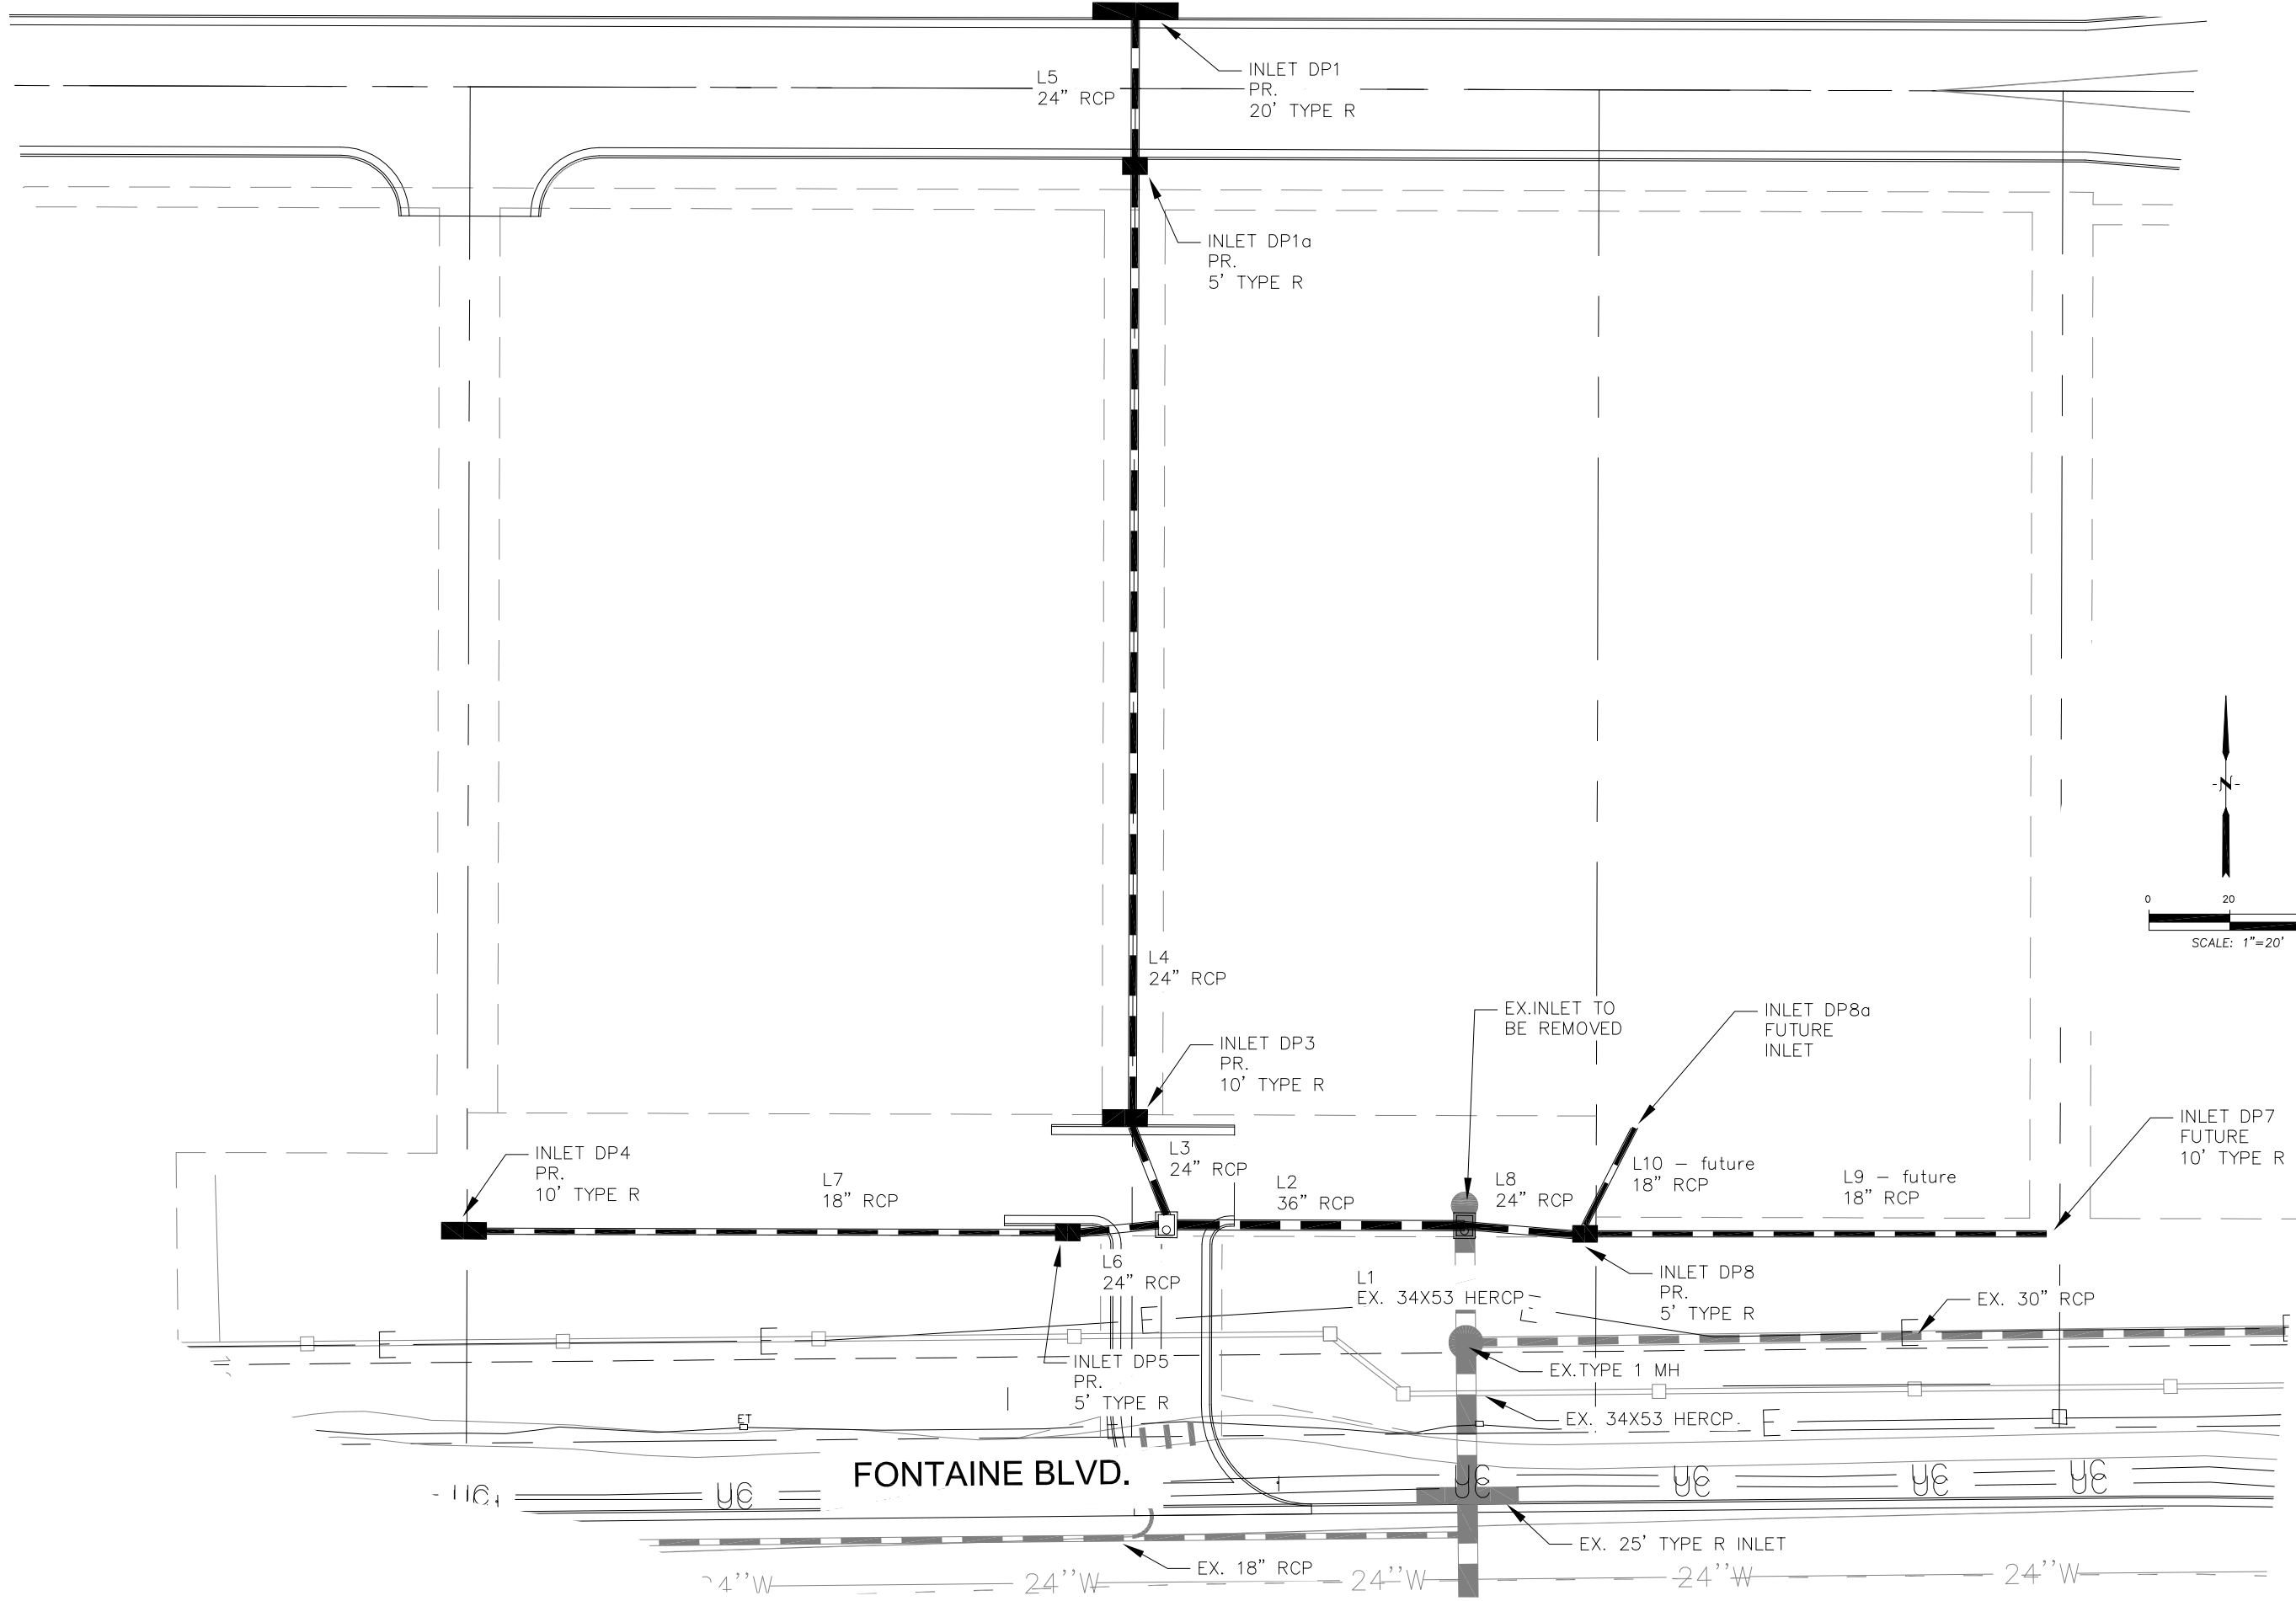 L5
24" RCP
INLET DP1
PR.
20' TYPE R
INLET DP1a
PR.
5' TYPE R
-N-
0 20
SCALE: 1"=20'
L4
24" RCP
EX.INLET TO
BE REMOVED
INLET DP8a
FUTURE
INLET
INLET DP3
PR.
10' TYPE R
INLET DP7
FUTURE
10' TYPE R
INLET DP4
PR.
10' TYPE R
L7
18" RCP
L3
24" RCP
L2
36" RCP
L8
24" RCP
L10 – future
18" RCP
L9 – future
18" RCP
L6
24" RCP
L1
EX. 34X53 HERCP
INLET DP8
PR.
5' TYPE R
EX. 30" RCP
E
E
E
E
E
E
INLET DP5
PR.
5' TYPE R
EX.TYPE 1 MH
EX. 34X53 HERCP.
E
ET
FONTAINE BLVD.
EX. 25' TYPE R INLET
EX. 18" RCP
24''W
24''W
24''W
24''W